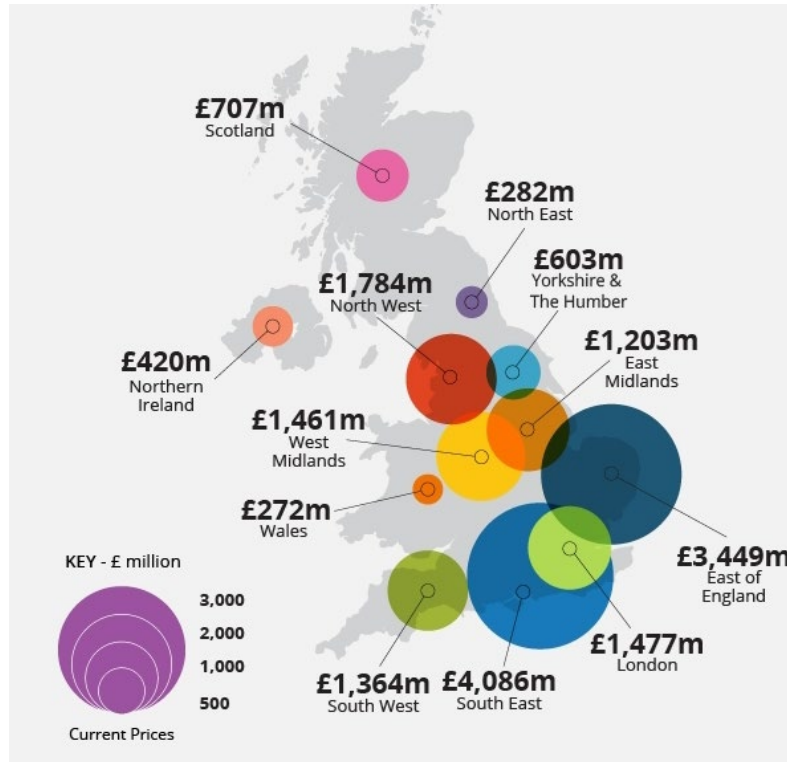 £707m
Scotland
£282m
North East
£603m
Yorkshire &
The Humber
£1,784m
North West
£1,203m
East
Midlands
£420m
Northern
Ireland
£1,461m
West
Midlands
£272m
Wales
£3,449m
East of
England
£1,477m
London
£1,364m
South West
£4,086m
South East
KEY - £ million
3,000
2,000
1,000
500
Current Prices